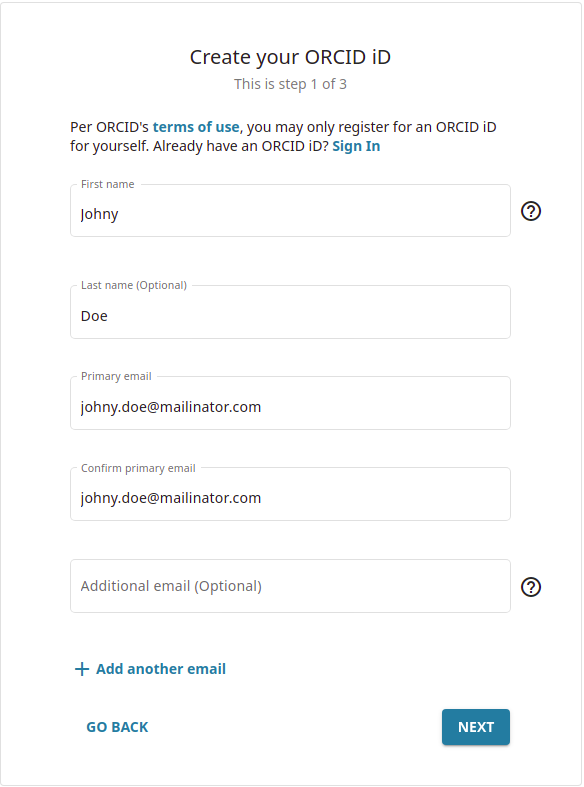 Create your ORCID iD
This is step 1 of 3
Per ORCID's terms of use, you may only register for an ORCID iD
for yourself. Already have an ORCID iD? Sign In
First name
Johny
Last name (Optional)
Doe
Primary email
johny.doe@mailinator.com
Confirm primary email
johny.doe@mailinator.com
Additional email (Optional)
Add another email
GO BACK
NEXT